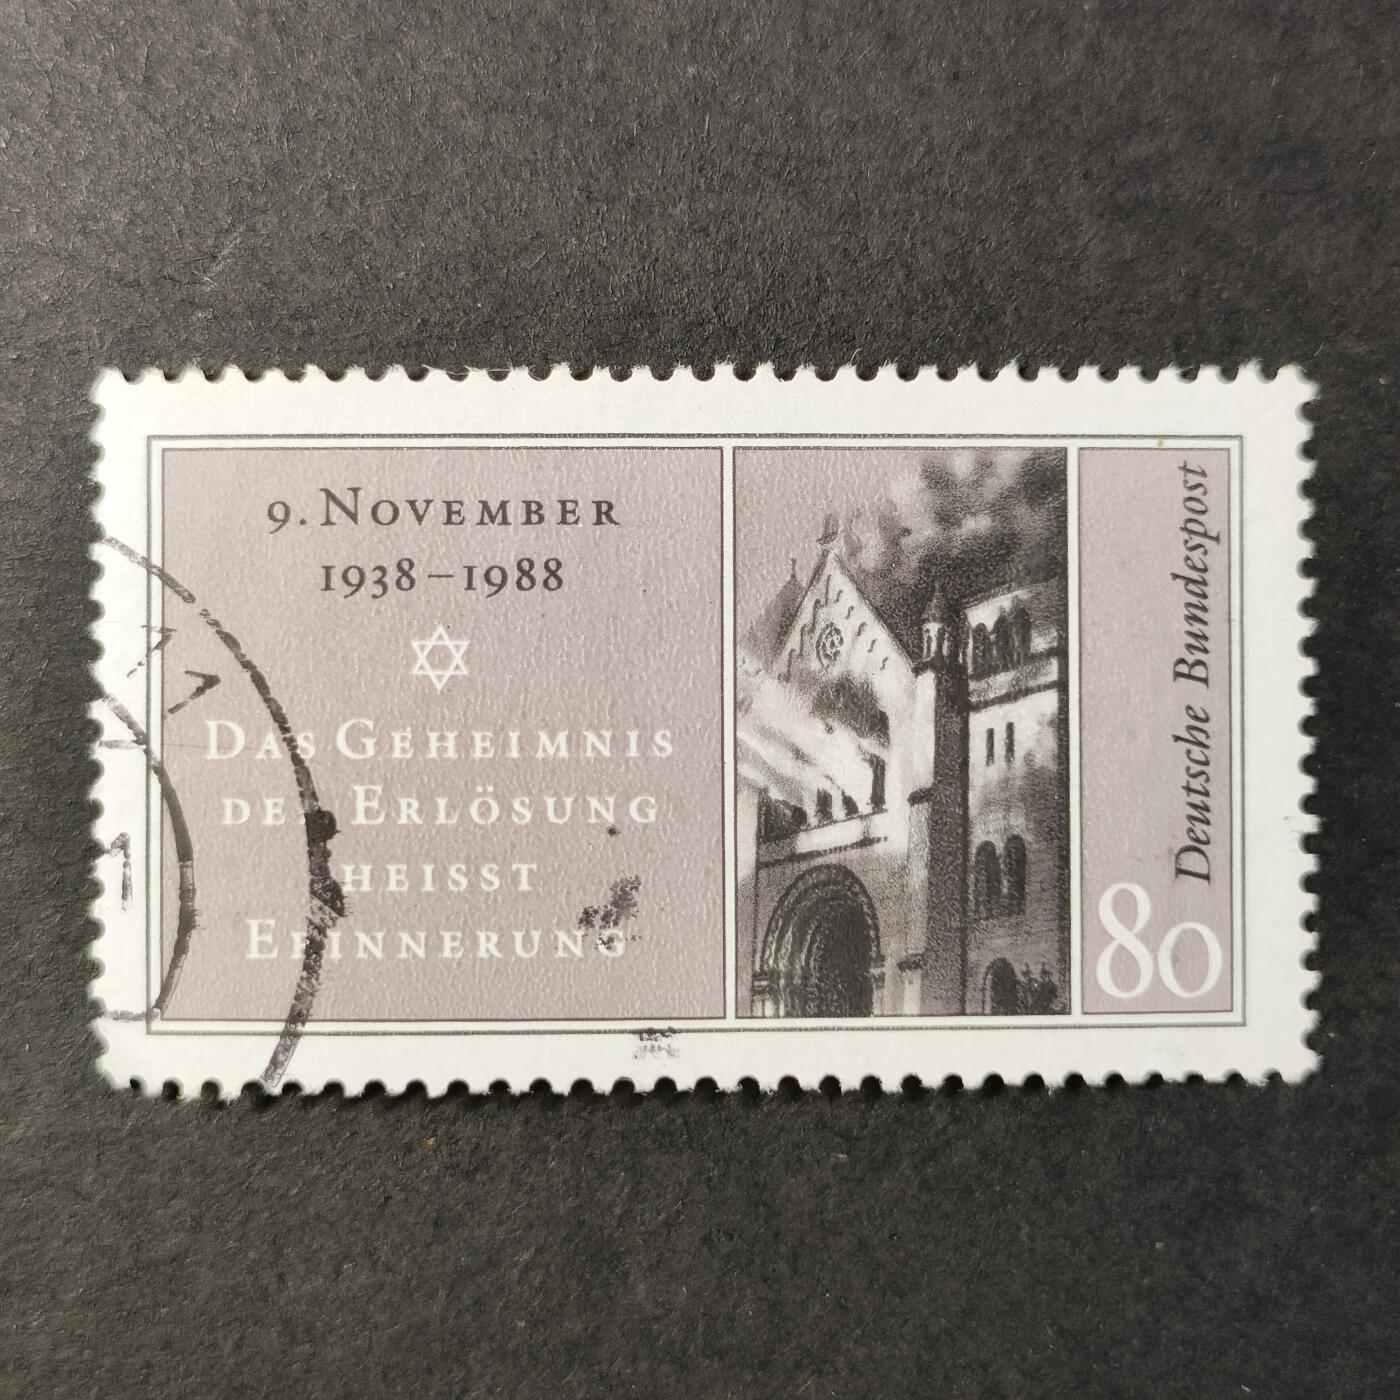 9. NOVEMBER
1938–1988
DAS GEHEIMNIS
DER ERLÖSUNG
HEISST
ERINNERUNG
80
Deutsche Bundespost